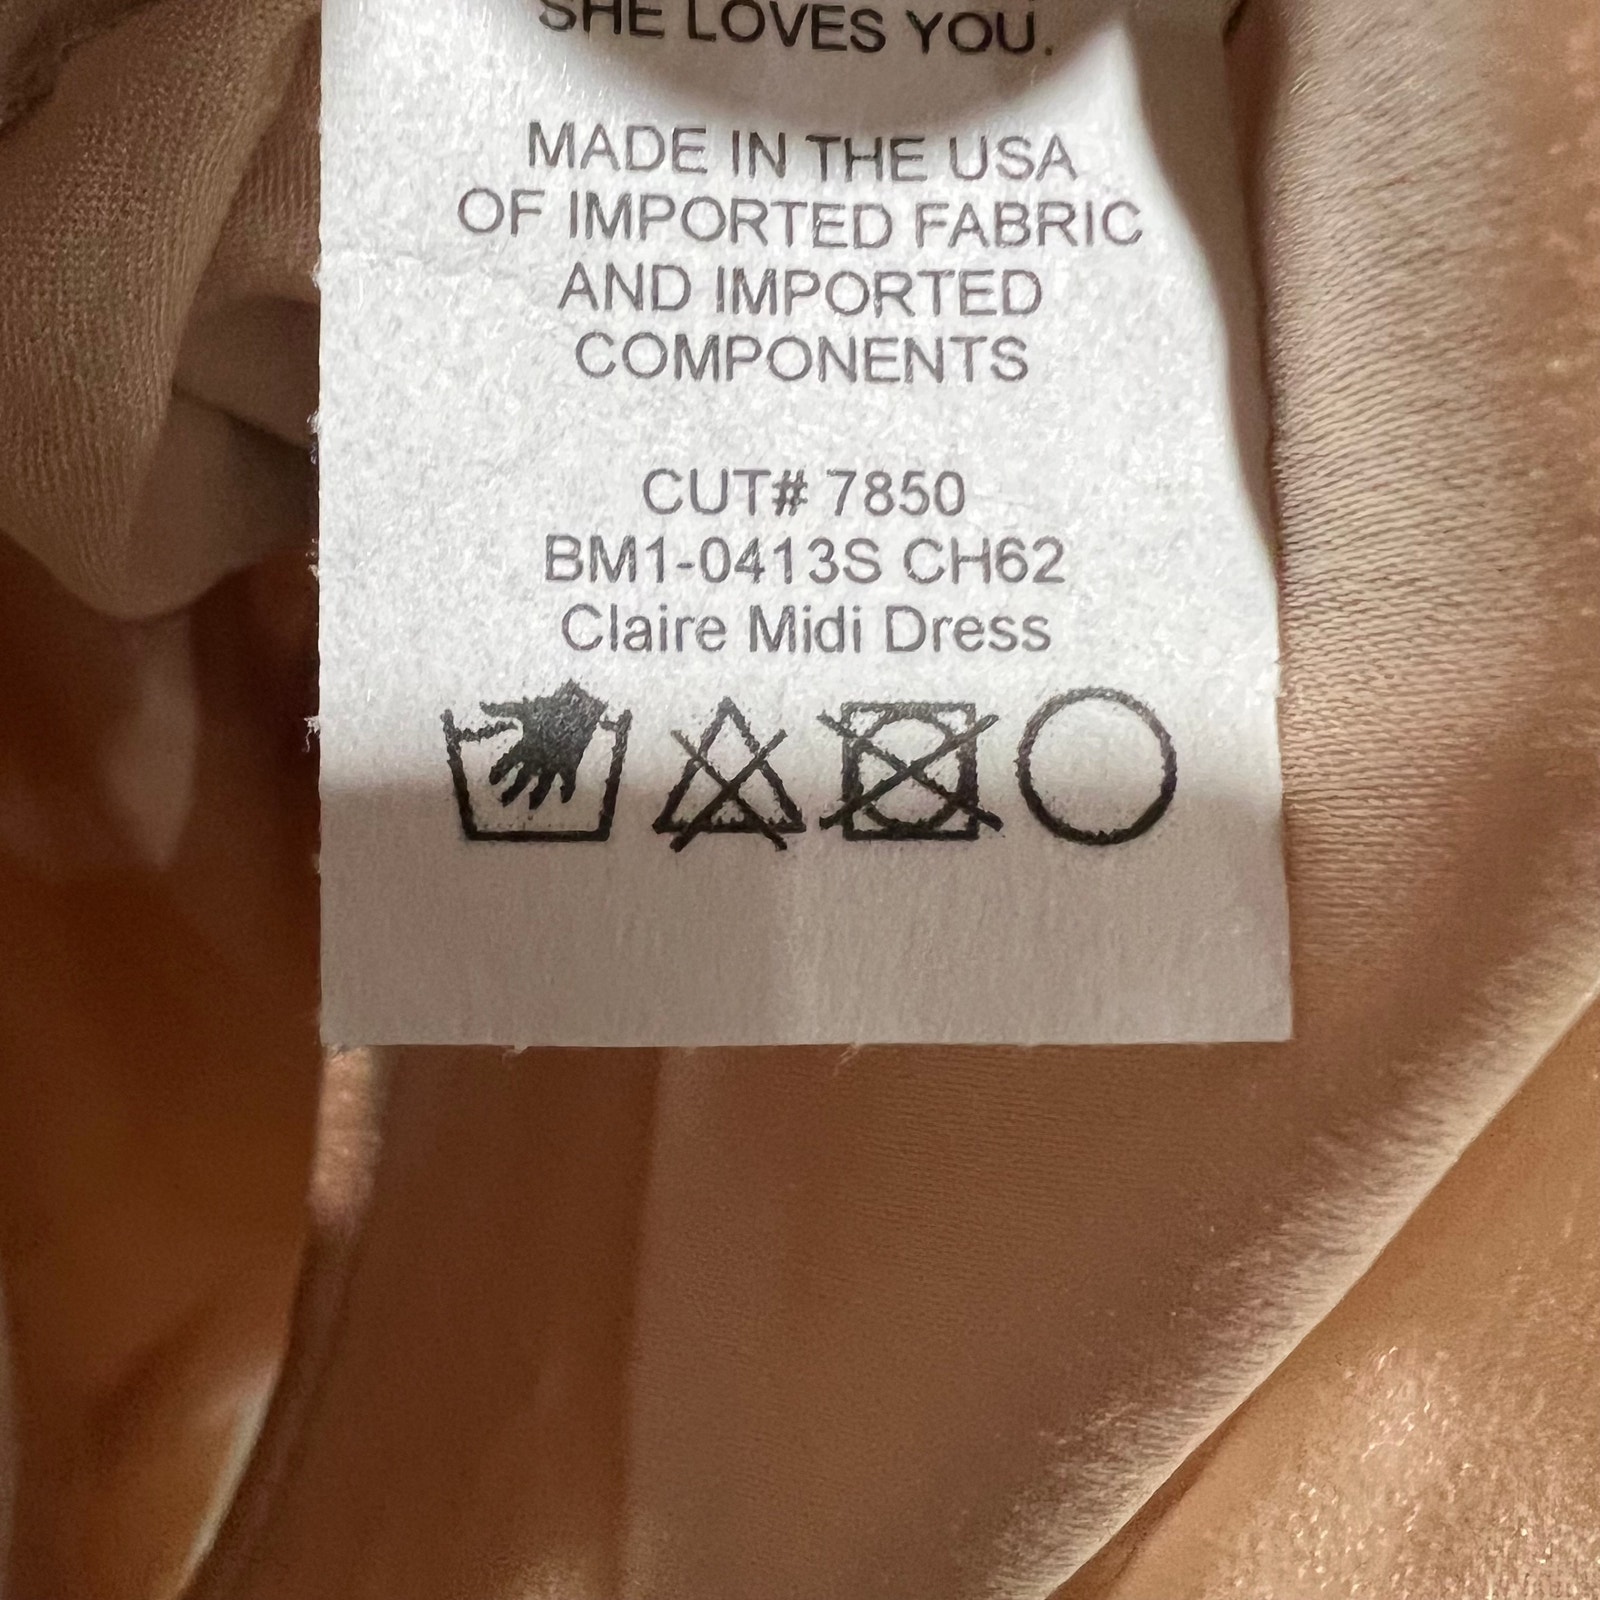 SHE LOVES YOU.
MADE IN THE USA
OF IMPORTED FABRIC
AND IMPORTED
COMPONENTS
CUT# 7850
BM1-0413S CH62
Claire Midi Dress